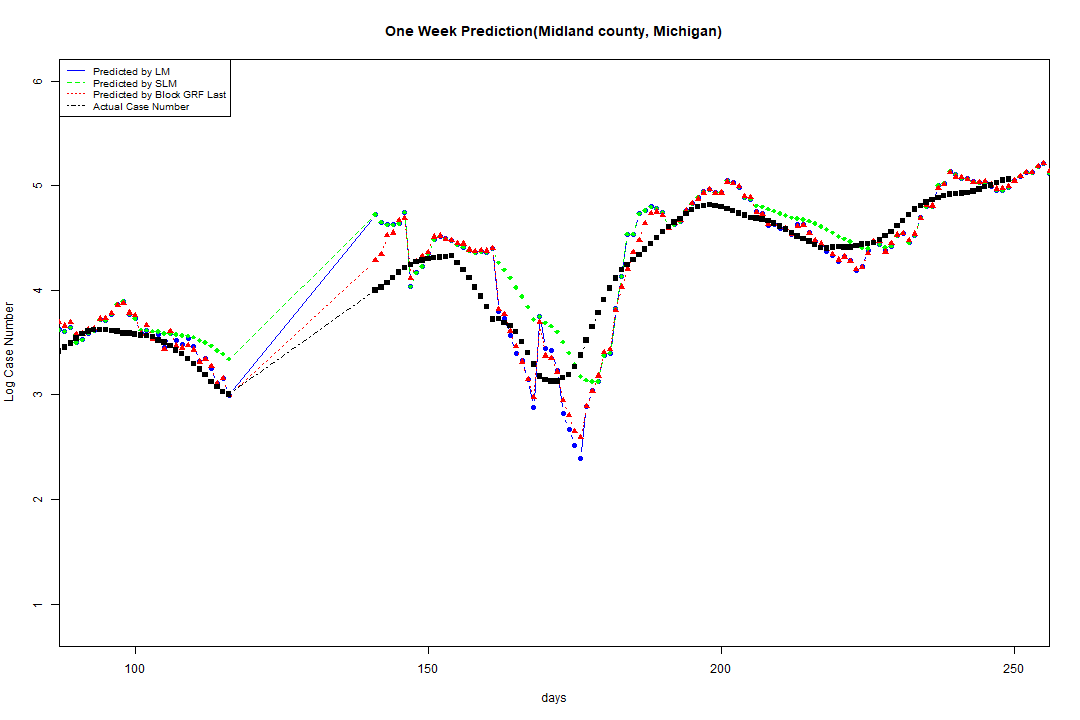 One Week Prediction(Midland county, Michigan)
Predicted by LM
Predicted by SLM
Predicted by Block GRF Last
Actual Case Number
6
5
4
3
2
1
Log Case Number
100 150 200 250
days